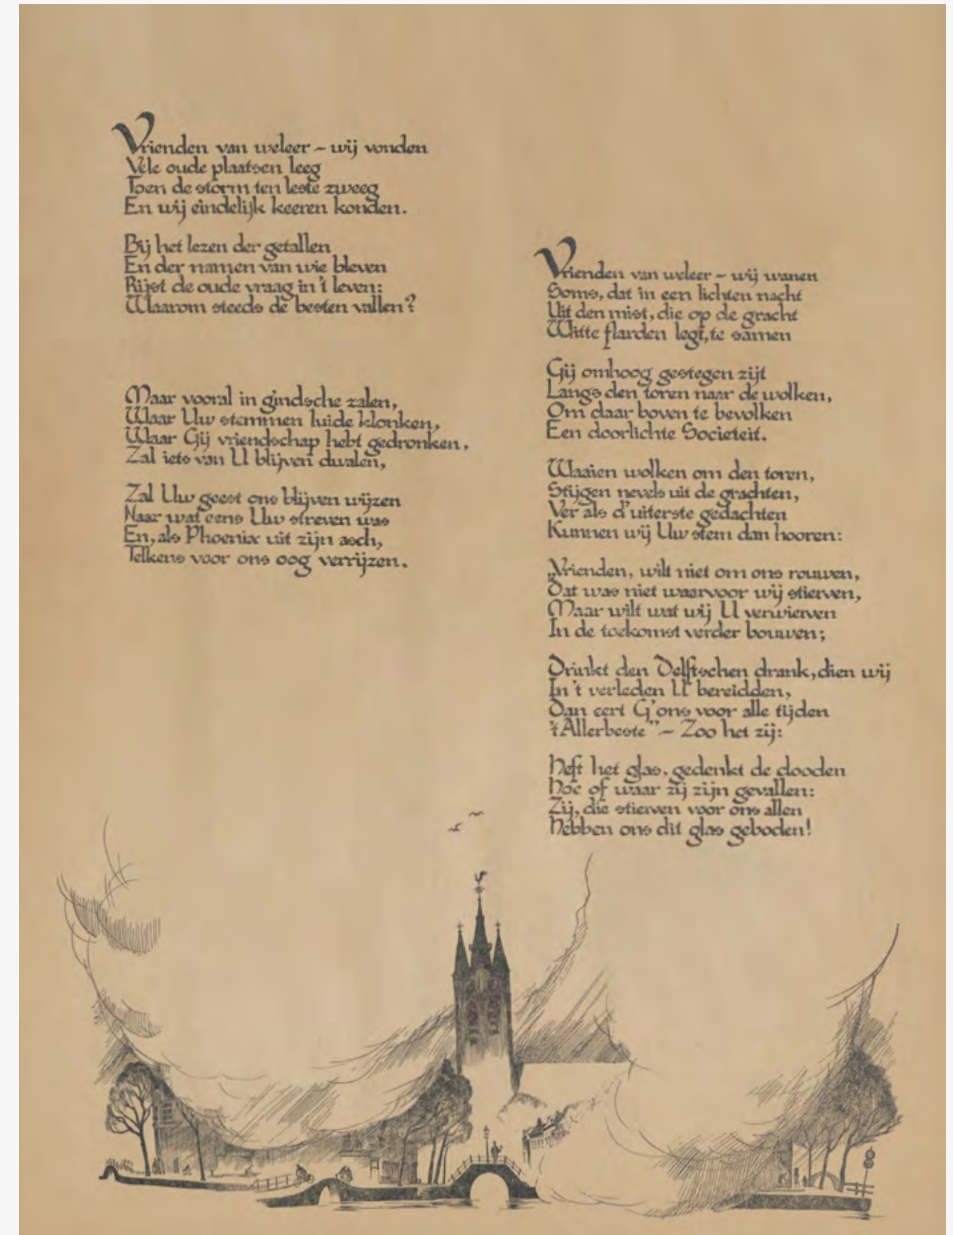 Vrienden van weleer – wij vonden
Vele oude plaatsen leeg
Toen de storm ten leste zweeg
En wij eindelijk keeren konden.
Bij het lezen der getallen
En der namen van wie bleven
Rijst de oude vraag in 't leven:
Waarom steeds de besten vallen?
Maar vooral in gindsche zalen,
Waar Uw stemmen luide klonken,
Waar Gij vriendschap hebt gedronken,
Zal iets van U blijven dwalen,
Zal Uw geest ons blijven wijzen
Naar wat eens Uw streven was
En, als Phoenix uit zijn asch,
Telkens voor ons oog verrijzen.
Vrienden van weleer – wij wanen
Soms, dat in een lichten nacht
Uit den mist, die op de gracht
Witte flarden legt, te samen
Gij omhoog gestegen zijt
Langs den toren naar de wolken,
Om daar boven te bevolken
Een doorlichte Societeit.
Waaien wolken om den toren,
Stijgen nevels uit de grachten,
Ver als d'uiterste gedachten
Kunnen wij Uw stem dan hooren:
„Vrienden, wilt niet om ons rouwen,
Dat was niet waarvoor wij stierven,
Maar wilt wat wij U verwierven
In de toekomst verder bouwen;
Drinkt den Delftschen drank, dien wij
In 't verleden U bereidden,
Dan eert G'ons voor alle tijden
't Allerbeste" – Zoo het zij:
Heft het glas, gedenkt de dooden
Hoe of waar zij zijn gevallen:
Zij, die stierven voor ons allen
Hebben ons dit glas geboden!